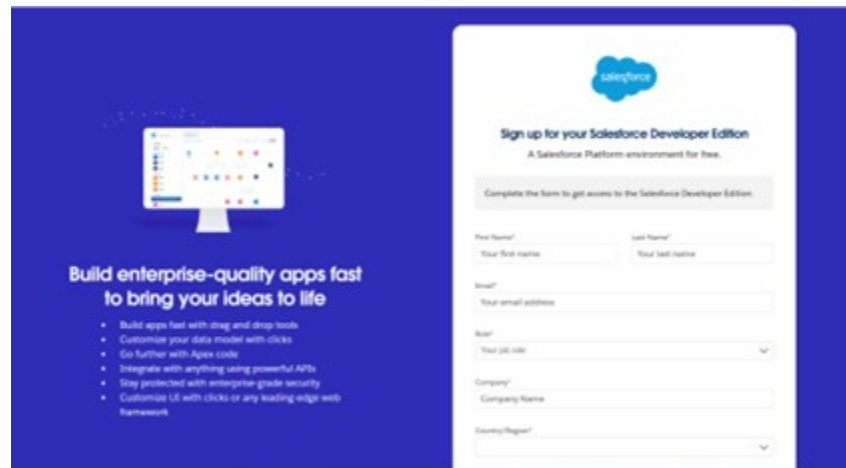 Build enterprise-quality apps fast
to bring your ideas to life
Build apps fast with drag and drop tools
Customize your data model with clicks
Go further with Apex code
Integrate with anything using powerful APIs
Stay protected with enterprise-grade security
Customize UI with clicks or any leading-edge web
framework
salesforce
Sign up for your Salesforce Developer Edition
A Salesforce Platform environment for free.
Complete the form to get access to the Salesforce Developer Edition.
First Name* Last Name*
Your first name Your last name
Email*
Your email address
Role*
Your job role
Company*
Company Name
Country/Region*